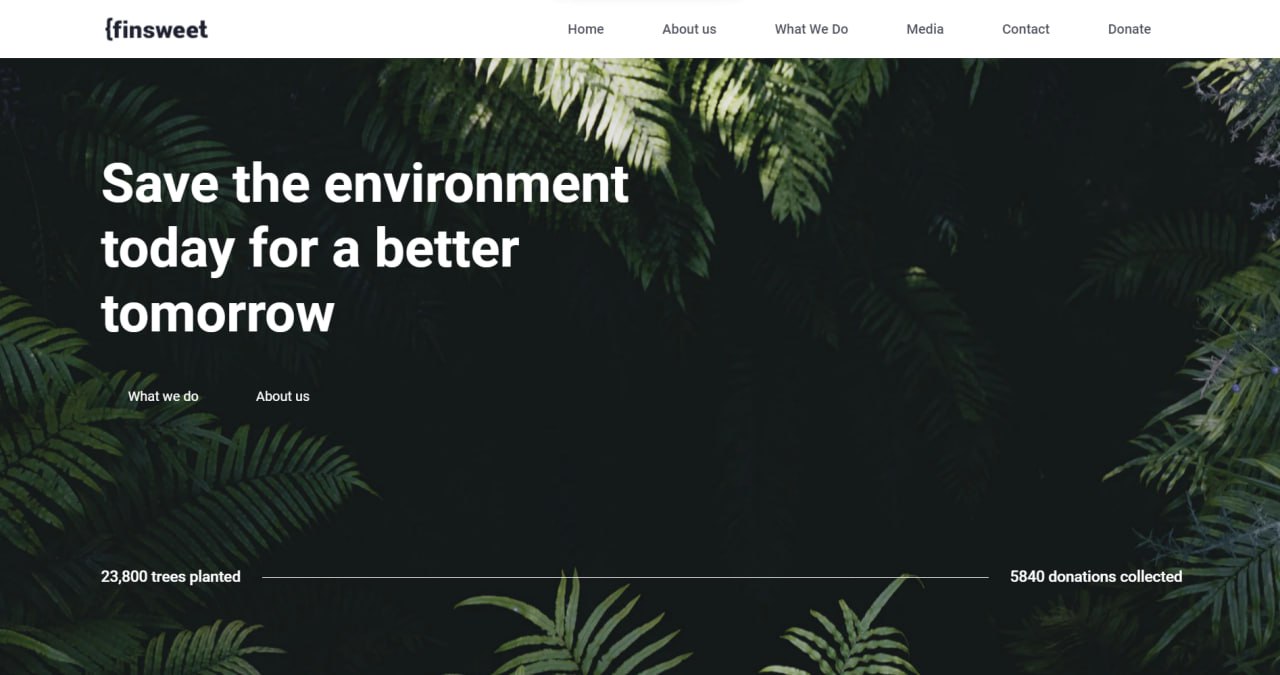 {finsweet
Home About us What We Do Media Contact Donate
Save the environment
today for a better
tomorrow
What we do About us
23,800 trees planted 5840 donations collected